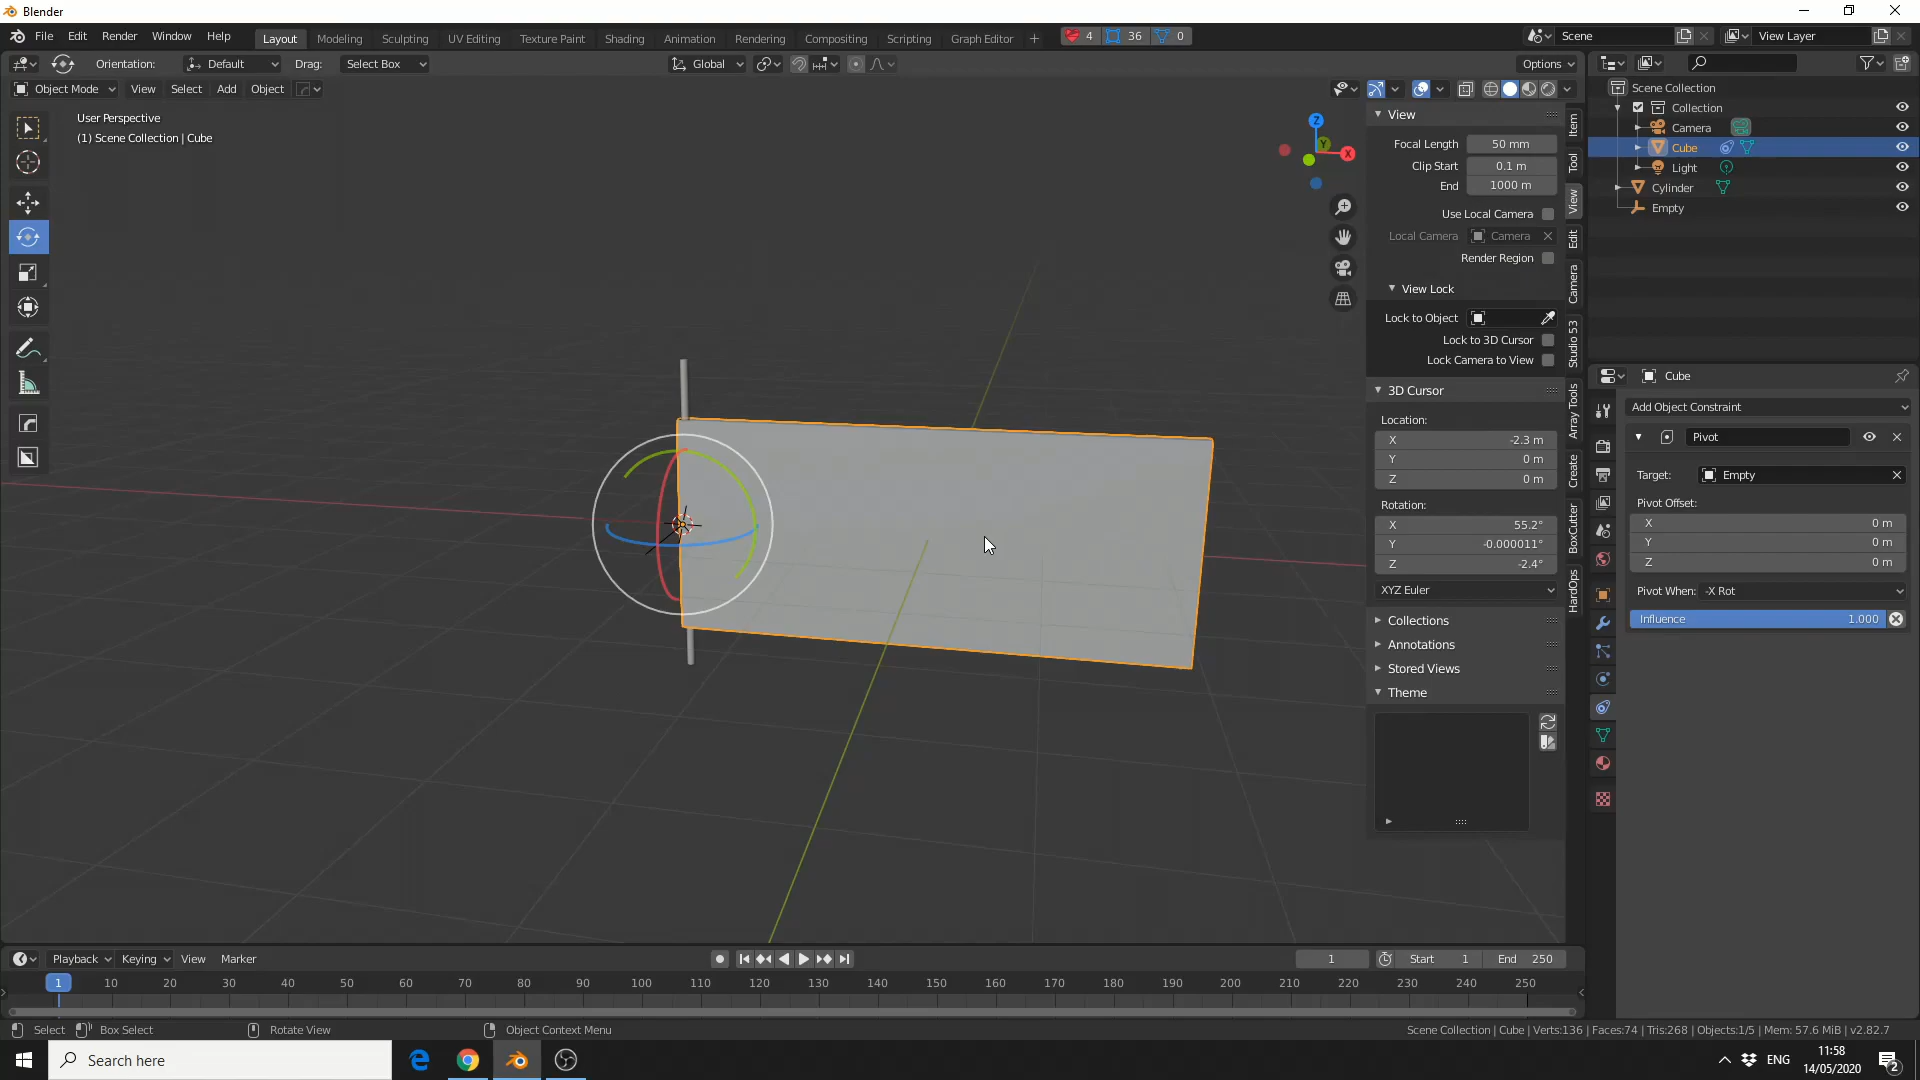 Blender
File Edit Render Window Help Layout Modeling Sculpting UV Editing Texture Paint Shading Animation Rendering Compositing Scripting Graph Editor + 4 36 0 Scene View Layer
Orientation: Default Drag: Select Box Global Options
Object Mode View Select Add Object
User Perspective
(1) Scene Collection | Cube
X
Y
Z
View
Focal Length 50 mm
Clip Start 0.1 m
End 1000 m
Use Local Camera
Local Camera Camera
Render Region
View Lock
Lock to Object
Lock to 3D Cursor
Lock Camera to View
3D Cursor
Location:
X -2.3 m
Y 0 m
Z 0 m
Rotation:
X 55.2°
Y -0.000011°
Z -2.4°
XYZ Euler
Collections
Annotations
Stored Views
Theme
Item
Tool
View
Edit
Camera
Studio 53
Array Tools
Create
BoxCutter
HardOps
Scene Collection
Collection
Camera
Cube
Light
Cylinder
Empty
Cube
Add Object Constraint
Pivot
Target: Empty
Pivot Offset:
X 0 m
Y 0 m
Z 0 m
Pivot When: -X Rot
Influence 1.000
Playback Keying View Marker 1 Start 1 End 250
1 10 20 30 40 50 60 70 80 90 100 110 120 130 140 150 160 170 180 190 200 210 220 230 240 250
Select Box Select Rotate View Object Context Menu Scene Collection | Cube | Verts:136 | Faces:74 | Tris:268 | Objects:1/5 | Mem: 57.6 MiB | v2.82.7
Search here ENG 11:58
14/05/2020
2